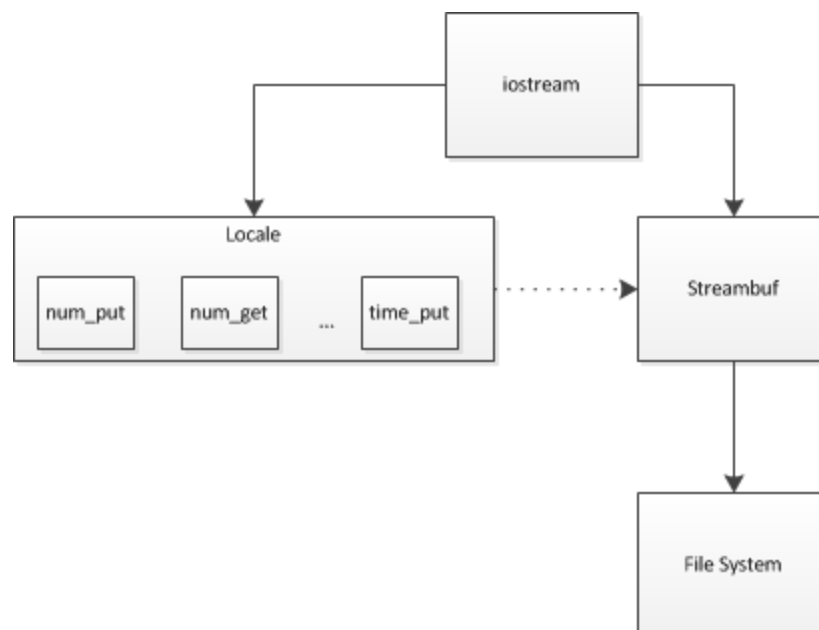 iostream
Locale
num_put
num_get
...
time_put
Streambuf
File System